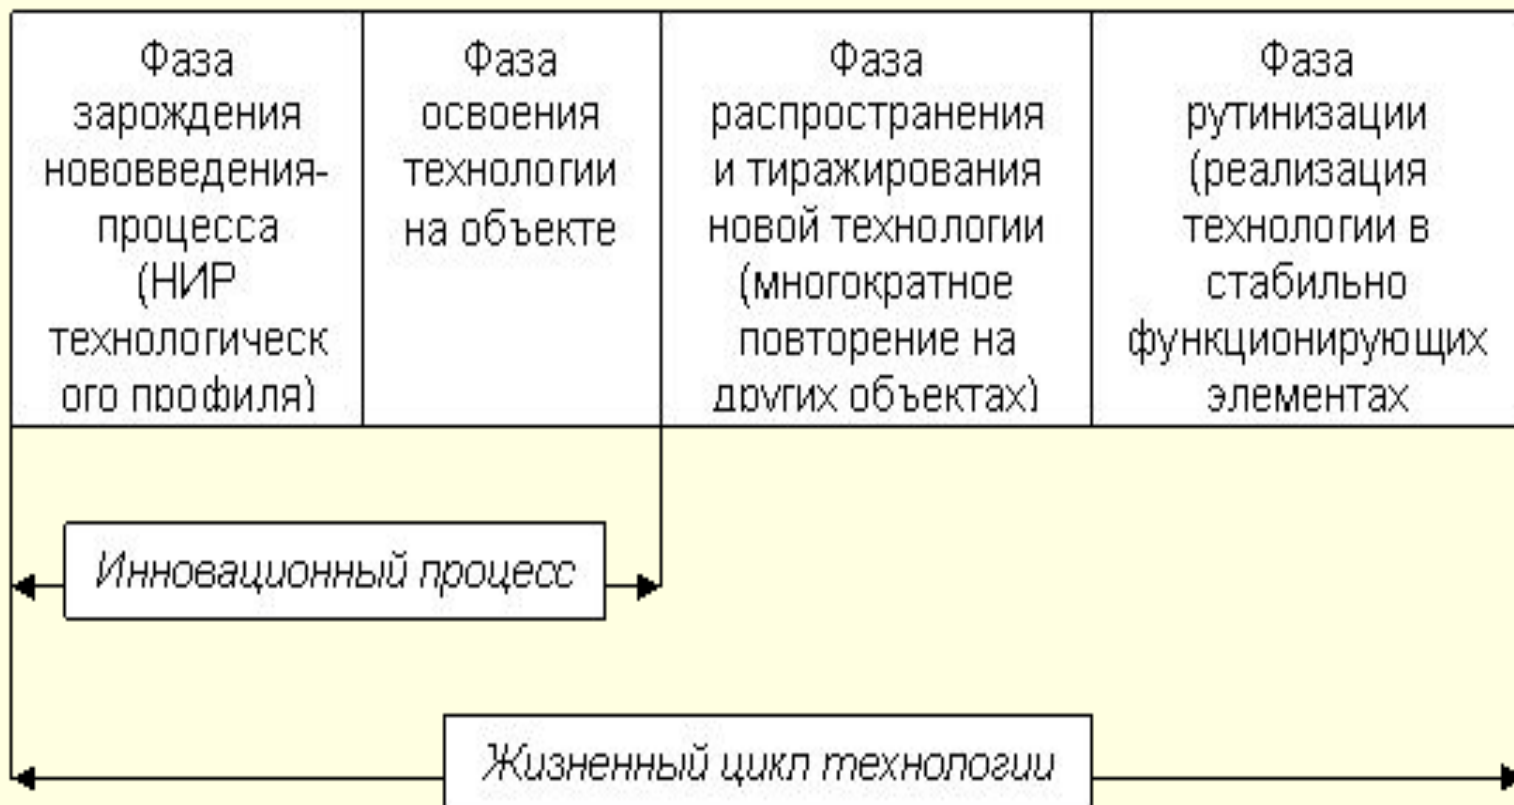 Фаза
зарождения
нововведения-
процесса
(НИР
технологическ
ого профиля)
Фаза
освоения
технологии
на объекте
Фаза
распространения
и тиражирования
новой технологии
(многократное
повторение на
других объектах)
Фаза
рутинизации
(реализация
технологии в
стабильно
функционирующих
элементах
Инновационный процесс
Жизненный цикл технологии